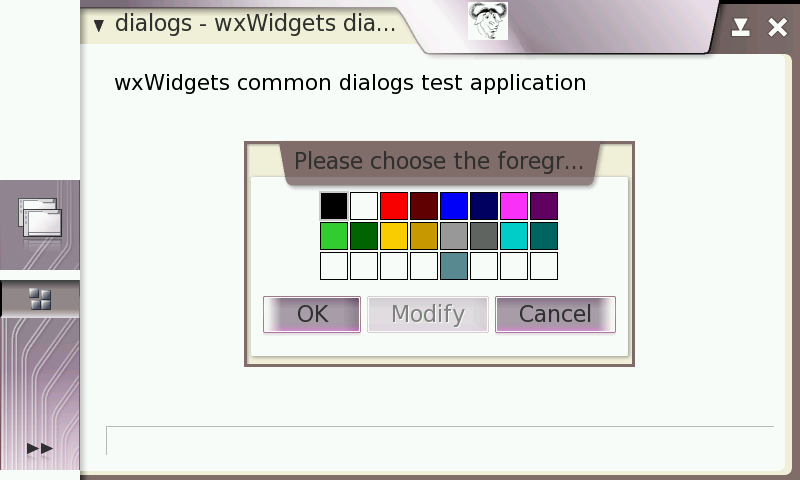 dialogs - wxWidgets dia...
wxWidgets common dialogs test application
Please choose the foregr...
OK
Modify
Cancel